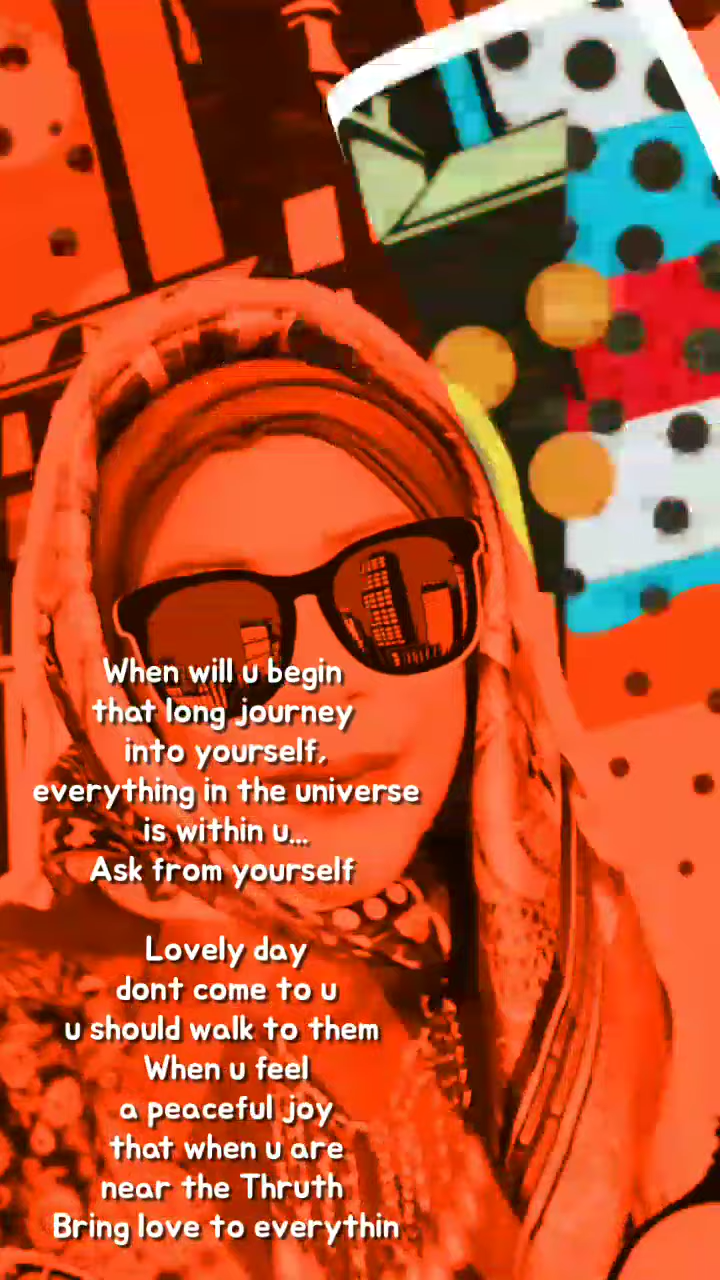 When will u begin
that long journey
into yourself,
everything in the universe
is within u...
Ask from yourself
Lovely day
dont come to u
u should walk to them
When u feel
a peaceful joy
that when u are
near the Thruth
Bring love to everythin